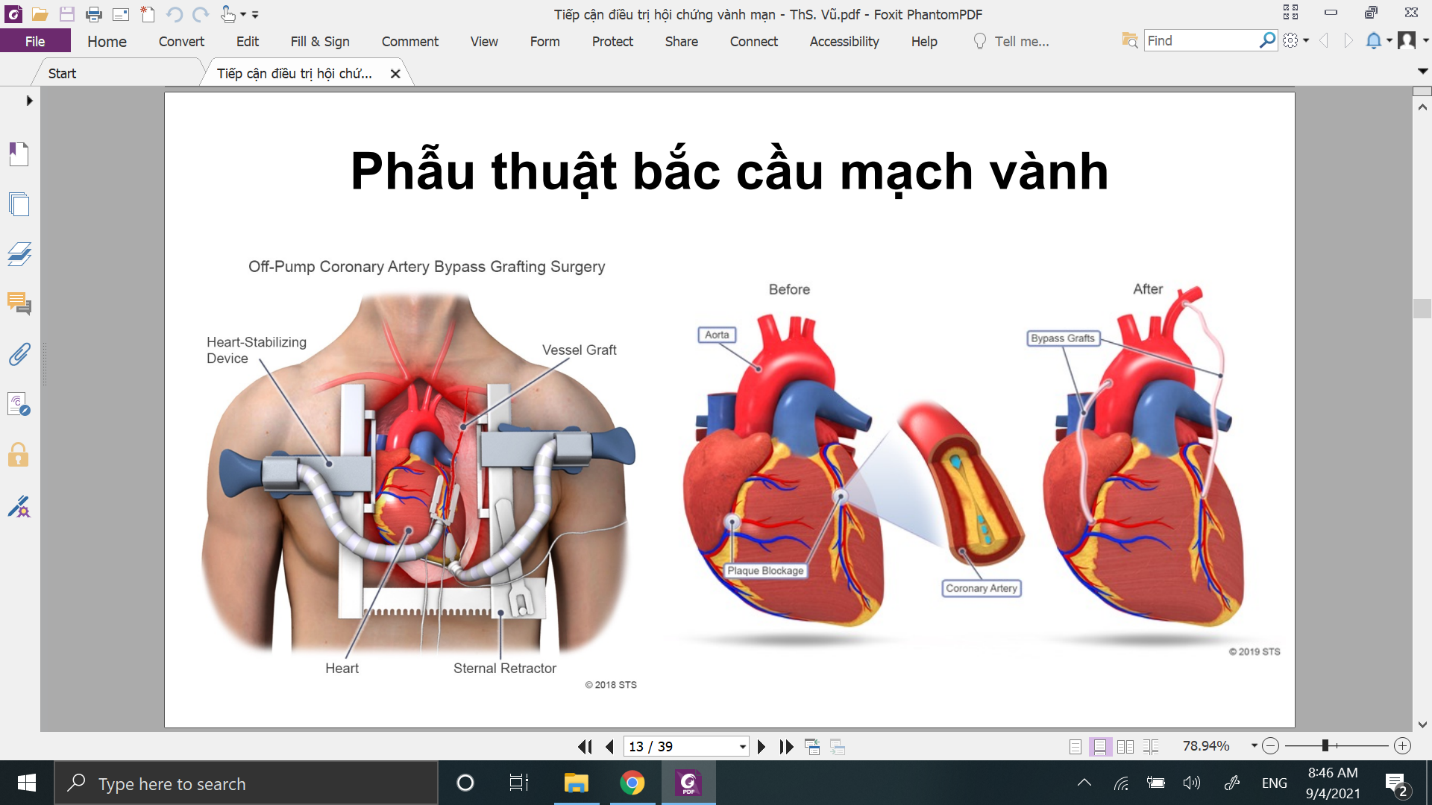 Tiếp cận điều trị hội chứng vành mạn - ThS. Vũ.pdf - Foxit PhantomPDF
File Home Convert Edit Fill & Sign Comment View Form Protect Share Connect Accessibility Help Tell me... Find
Start Tiếp cận điều trị hội chứ...
Phẫu thuật bắc cầu mạch vành
Off-Pump Coronary Artery Bypass Grafting Surgery
Heart-Stabilizing
Device
Vessel Graft
Heart
Sternal Retractor
© 2018 STS
Before
Aorta
Plaque Blockage
Coronary Artery
After
Bypass Grafts
© 2019 STS
13 / 39
78.94%
Type here to search
PDF
ENG
8:46 AM
9/4/2021
2